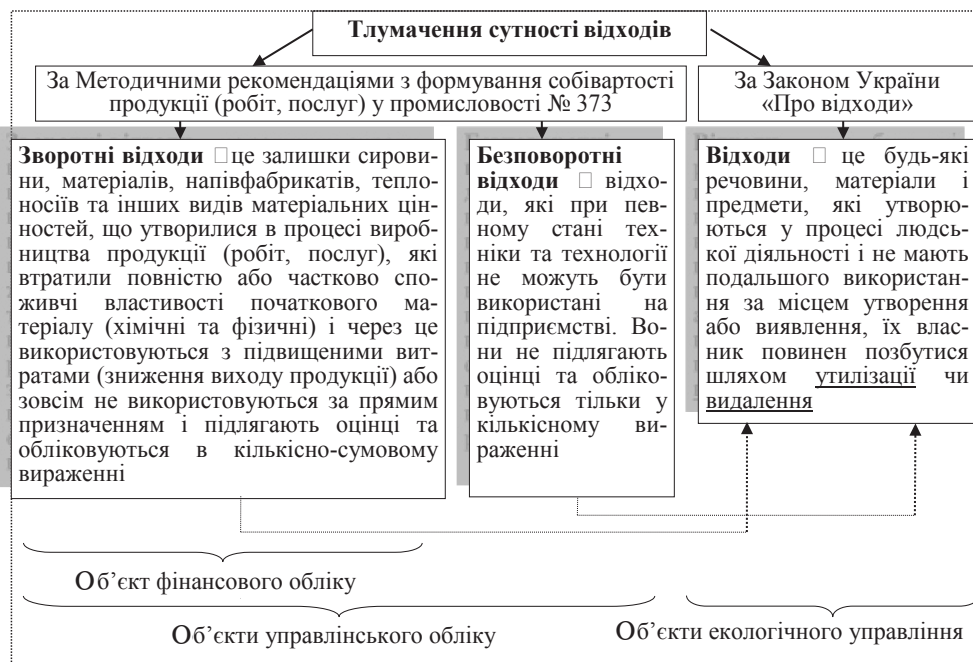 Тлумачення сутності відходів
За Методичними рекомендаціями з формування собівартості
продукції (робіт, послуг) у промисловості № 373
За Законом України
«Про відходи»
Зворотні відходи □ це залишки сирови-
ни, матеріалів, напівфабрикатів, тепло-
носіїв та інших видів матеріальних цін-
ностей, що утворилися в процесі вироб-
ництва продукції (робіт, послуг), які
втратили повністю або частково спо-
живчі властивості початкового ма-
теріалу (хімічні та фізичні) і через це
використовуються з підвищеними вит-
ратами (зниження виходу продукції) або
зовсім не використовуються за прямим
призначенням і підлягають оцінці та
обліковуються в кількісно-сумовому
вираженні
Безповоротні
відходи □ відхо-
ди, які при пев-
ному стані тех-
ніки та технології
не можуть бути
використані на
підприємстві. Во-
ни не підлягають
оцінці та обліко-
вуються тільки у
кількісному ви-
раженні
Відходи □ це будь-які
речовини, матеріали і
предмети, які утворю-
ються у процесі людсь-
кої діяльності і не мають
подальшого використан-
ня за місцем утворення
або виявлення, їх влас-
ник повинен позбутися
шляхом утилізації чи
видалення
Об’єкт фінансового обліку
Об’єкти управлінського обліку
Об’єкти екологічного управління